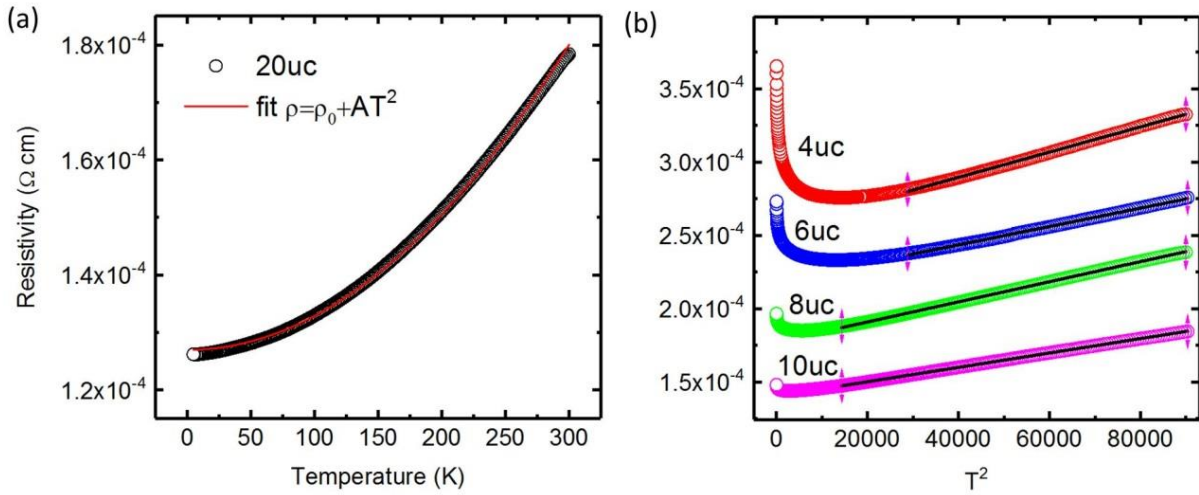 (a)
Resistivity (Ω cm)
1.8x10⁻⁴
1.6x10⁻⁴
1.4x10⁻⁴
1.2x10⁻⁴
20uc
fit ρ=ρ₀+AT²
0 50 100 150 200 250 300
Temperature (K)
(b)
3.5x10⁻⁴
3.0x10⁻⁴
2.5x10⁻⁴
2.0x10⁻⁴
1.5x10⁻⁴
4uc
6uc
8uc
10uc
0 20000 40000 60000 80000
T²